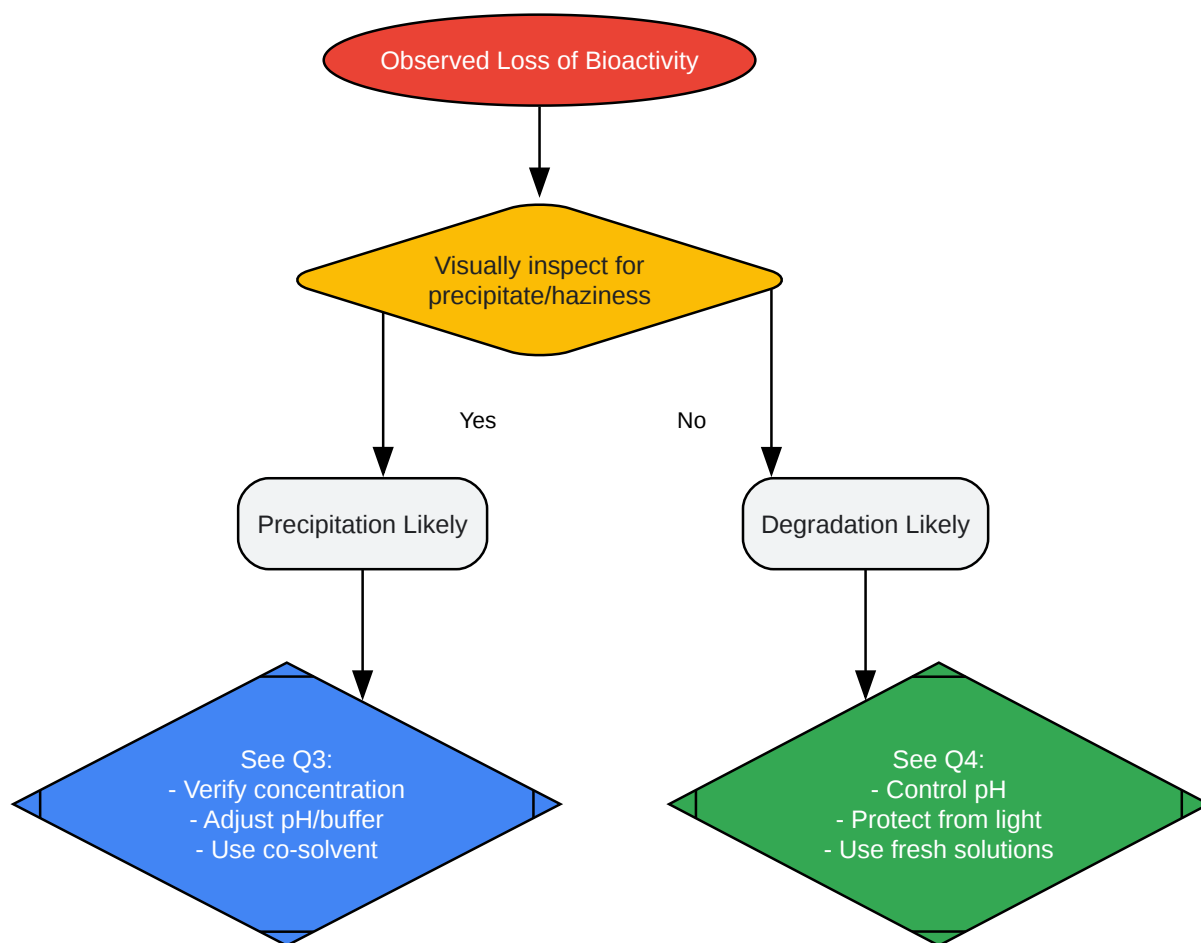 Observed Loss of Bioactivity
Visually inspect for
precipitate/haziness
Yes
No
Precipitation Likely
Degradation Likely
See Q3:
- Verify concentration
- Adjust pH/buffer
- Use co-solvent
See Q4:
- Control pH
- Protect from light
- Use fresh solutions